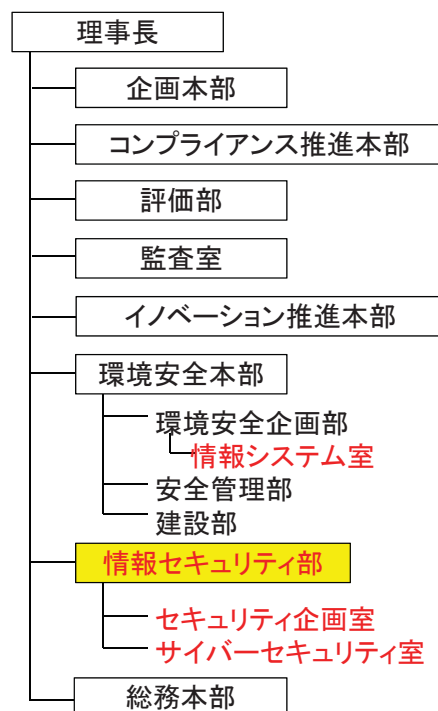 理事長
企画本部
コンプライアンス推進本部
評価部
監査室
イノベーション推進本部
環境安全本部
環境安全企画部
情報システム室
安全管理部
建設部
情報セキュリティ部
セキュリティ企画室
サイバーセキュリティ室
総務本部